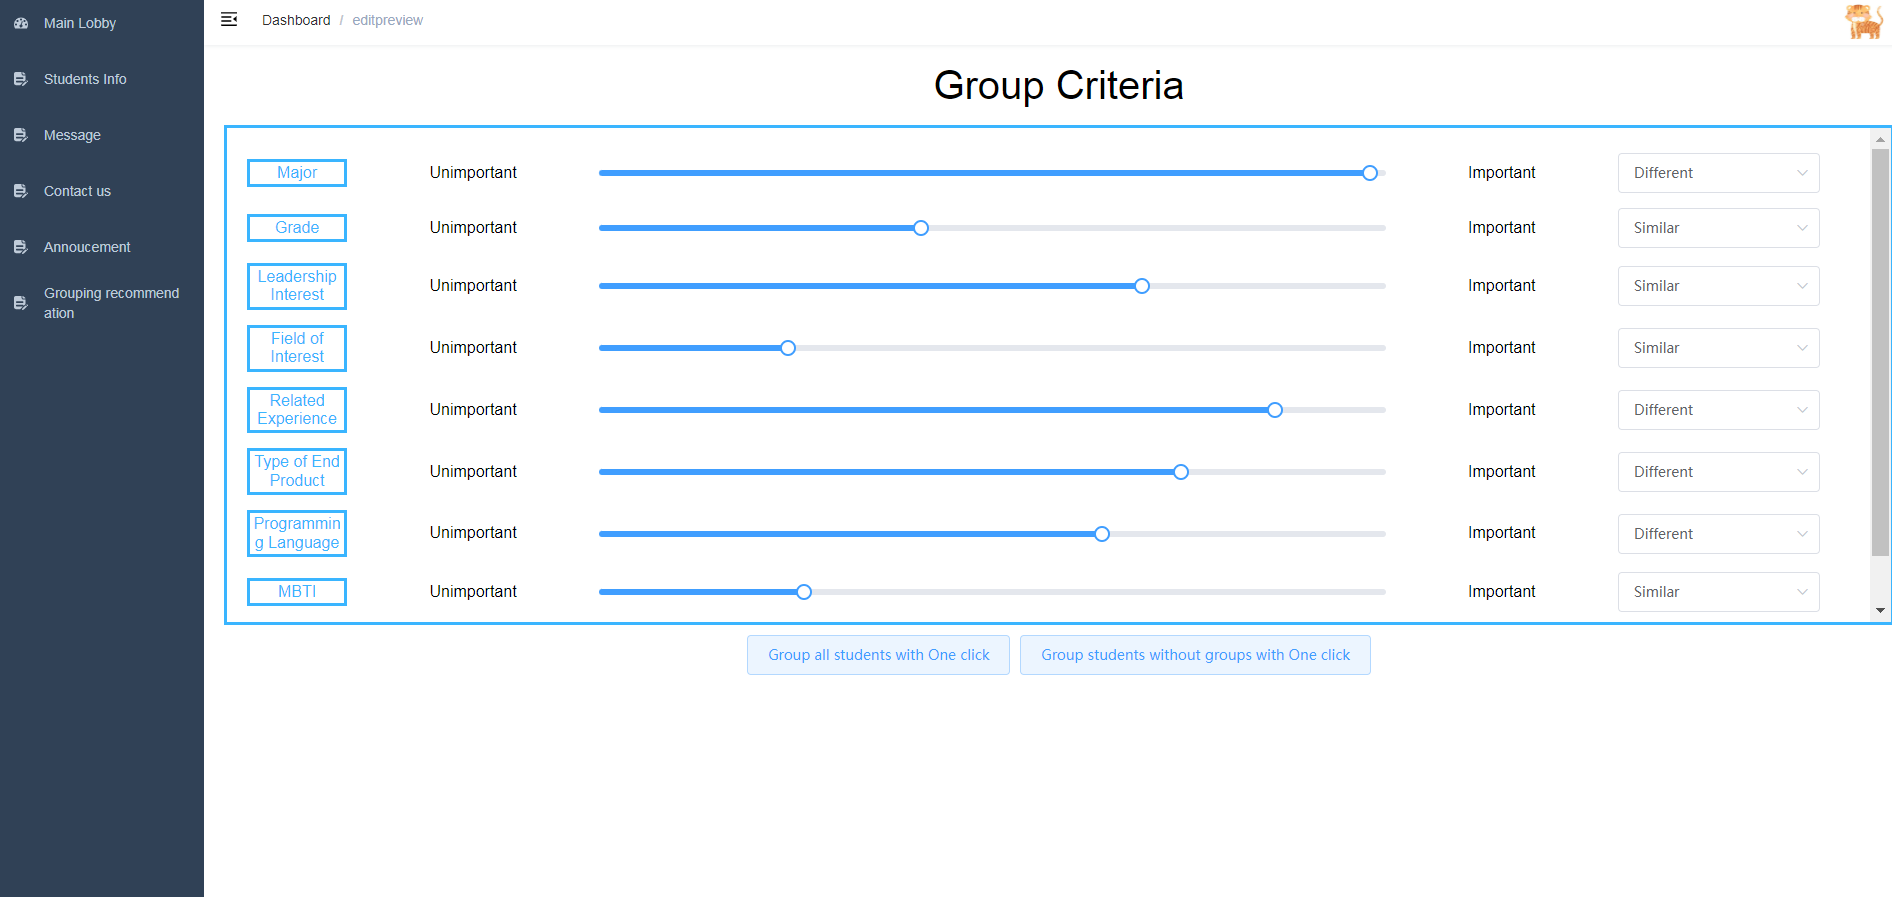 Main Lobby
Students Info
Message
Contact us
Annoucement
Grouping recommend
ation
Dashboard / editpreview
Group Criteria
Major Unimportant Important Different
Grade Unimportant Important Similar
Leadership
Interest Unimportant Important Similar
Field of
Interest Unimportant Important Similar
Related
Experience Unimportant Important Different
Type of End
Product Unimportant Important Different
Programmin
g Language Unimportant Important Different
MBTI Unimportant Important Similar
Group all students with One click Group students without groups with One click